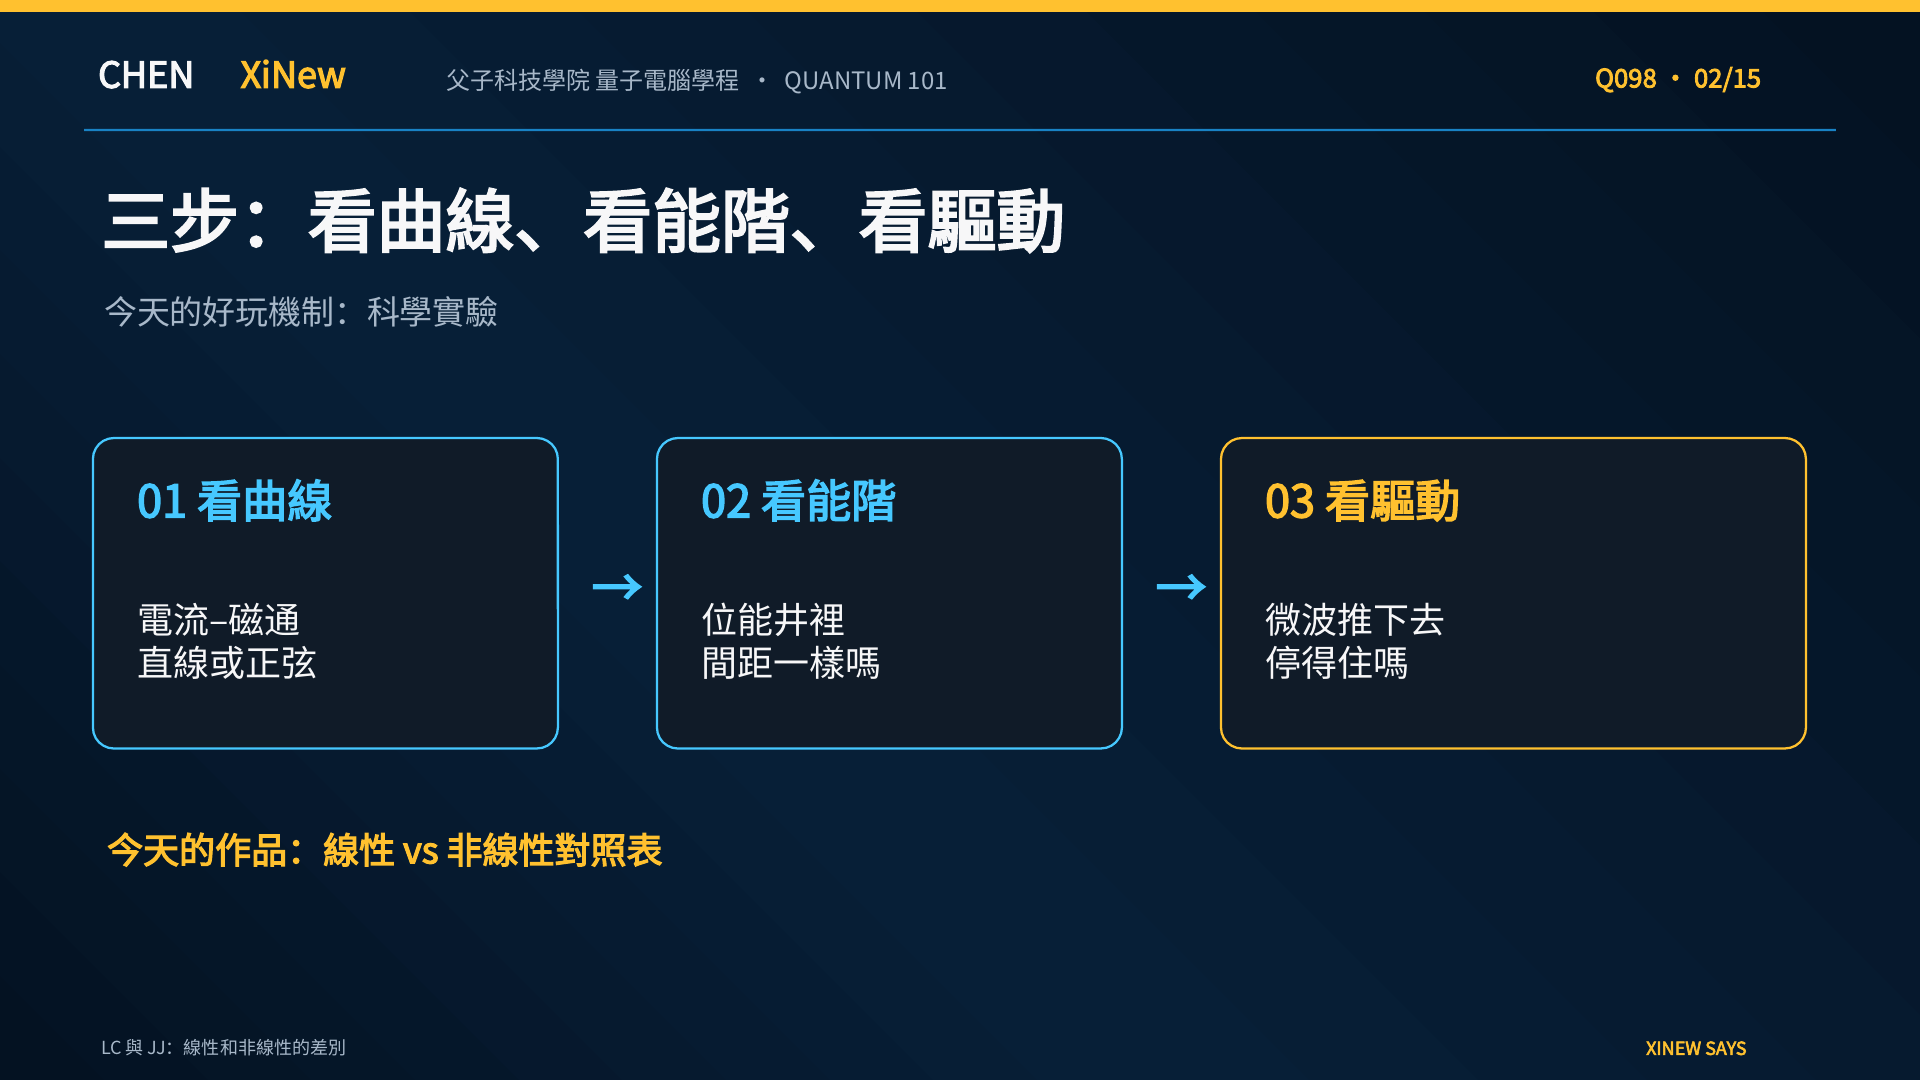 CHEN XiNew 父子科技學院 量子電腦學程 • QUANTUM 101 Q098 • 02/15
三步：看曲線、看能階、看驅動
今天的好玩機制：科學實驗
01 看曲線
電流–磁通
直線或正弦
→
02 看能階
位能井裡
間距一樣嗎
→
03 看驅動
微波推下去
停得住嗎
今天的作品：線性 vs 非線性對照表
LC 與 JJ：線性和非線性的差別
XINEW SAYS